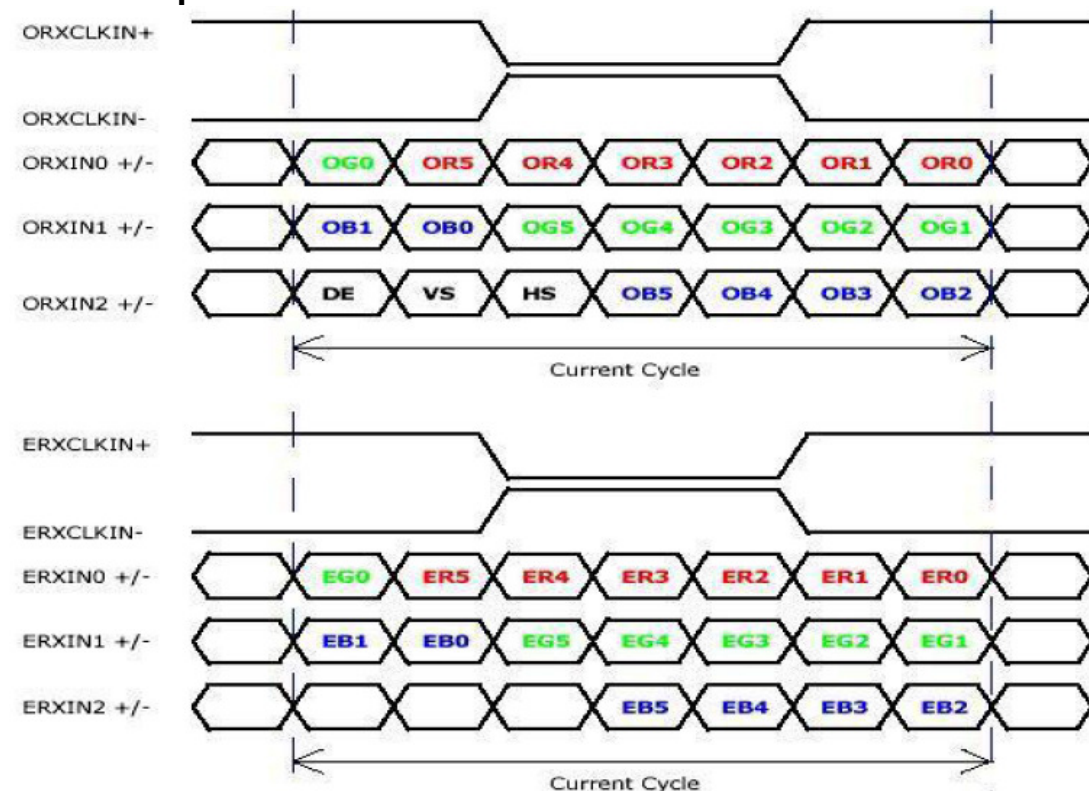 ORXCLKIN+
ORXCLKIN-
ORXIN0 +/- OG0 OR5 OR4 OR3 OR2 OR1 OR0
ORXIN1 +/- OB1 OB0 OG5 OG4 OG3 OG2 OG1
ORXIN2 +/- DE VS HS OB5 OB4 OB3 OB2
Current Cycle
ERXCLKIN+
ERXCLKIN-
ERXIN0 +/- EG0 ER5 ER4 ER3 ER2 ER1 ER0
ERXIN1 +/- EB1 EB0 EG5 EG4 EG3 EG2 EG1
ERXIN2 +/- EB5 EB4 EB3 EB2
Current Cycle